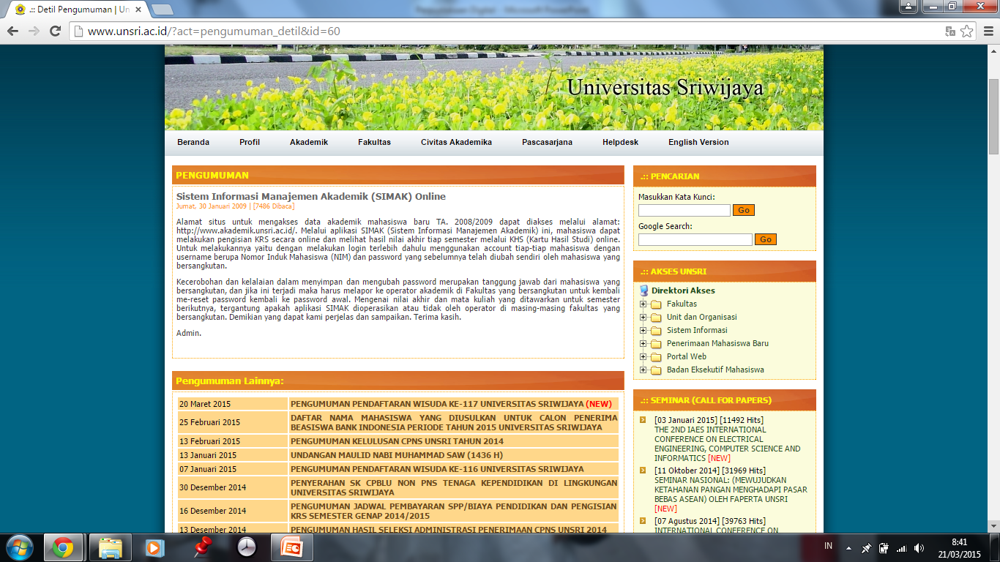 .:: Detil Pengumuman | Un
www.unsri.ac.id/?act=pengumuman_detil&id=60
Universitas Sriwijaya
Beranda Profil Akademik Fakultas Civitas Akademika Pascasarjana Helpdesk English Version
PENGUMUMAN
Sistem Informasi Manajemen Akademik (SIMAK) Online
Jumat, 30 Januari 2009 | [7486 Dibaca]
Alamat situs untuk mengakses data akademik mahasiswa baru TA. 2008/2009 dapat diakses melalui alamat:
http://www.akademik.unsri.ac.id/. Melalui aplikasi SIMAK (Sistem Informasi Manajemen Akademik) ini, mahasiswa dapat
melakukan pengisian KRS secara online dan melihat hasil nilai akhir tiap semester melalui KHS (Kartu Hasil Studi) online.
Untuk melakukannya yaitu dengan melakukan login terlebih dahulu menggunakan account tiap-tiap mahasiswa dengan
username berupa Nomor Induk Mahasiswa (NIM) dan password yang sebelumnya telah diubah sendiri oleh mahasiswa yang
bersangkutan.
Kecerobohan dan kelalaian dalam menyimpan dan mengubah password merupakan tanggung jawab dari mahasiswa yang
bersangkutan, dan jika ini terjadi maka harus melapor ke operator akademik di Fakultas yang bersangkutan untuk kembali
me-reset password kembali ke password awal. Mengenai nilai akhir dan mata kuliah yang ditawarkan untuk semester
berikutnya, tergantung apakah aplikasi SIMAK dioperasikan atau tidak oleh operator di masing-masing fakultas yang
bersangkutan. Demikian yang dapat kami perjelas dan sampaikan. Terima kasih.
Admin.
Pengumuman Lainnya:
20 Maret 2015 PENGUMUMAN PENDAFTARAN WISUDA KE-117 UNIVERSITAS SRIWIJAYA (NEW)
25 Februari 2015 DAFTAR NAMA MAHASISWA YANG DIUSULKAN UNTUK CALON PENERIMA
BEASISWA BANK INDONESIA PERIODE TAHUN 2015 UNIVERSITAS SRIWIJAYA
13 Februari 2015 PENGUMUMAN KELULUSAN CPNS UNSRI TAHUN 2014
13 Januari 2015 UNDANGAN MAULID NABI MUHAMMAD SAW (1436 H)
07 Januari 2015 PENGUMUMAN PENDAFTARAN WISUDA KE-116 UNIVERSITAS SRIWIJAYA
30 Desember 2014 PENYERAHAN SK CPBLU NON PNS TENAGA KEPENDIDIKAN DI LINGKUNGAN
UNIVERSITAS SRIWIJAYA
16 Desember 2014 PENGUMUMAN JADWAL PEMBAYARAN SPP/BIAYA PENDIDIKAN DAN PENGISIAN
KRS SEMESTER GENAP 2014/2015
13 Desember 2014 PENGUMUMAN HASIL SELEKSI ADMINISTRASI PENERIMAAN CPNS UNSRI 2014
.:: PENCARIAN
Masukkan Kata Kunci:
Go
Google Search:
Go
.:: AKSES UNSRI
Direktori Akses
Fakultas
Unit dan Organisasi
Sistem Informasi
Penerimaan Mahasiswa Baru
Portal Web
Badan Eksekutif Mahasiswa
.:: SEMINAR (CALL FOR PAPERS)
[03 Januari 2015] [11492 Hits]
THE 2ND IAES INTERNATIONAL
CONFERENCE ON ELECTRICAL
ENGINEERING, COMPUTER SCIENCE AND
INFORMATICS [NEW]
[11 Oktober 2014] [31969 Hits]
SEMINAR NASIONAL: (MEWUJUDKAN
KETAHANAN PANGAN MENGHADAPI PASAR
BEBAS ASEAN) OLEH FAPERTA UNSRI
[NEW]
[07 Agustus 2014] [39763 Hits]
INTERNATIONAL CONFERENCE ON
IN
8:41
21/03/2015